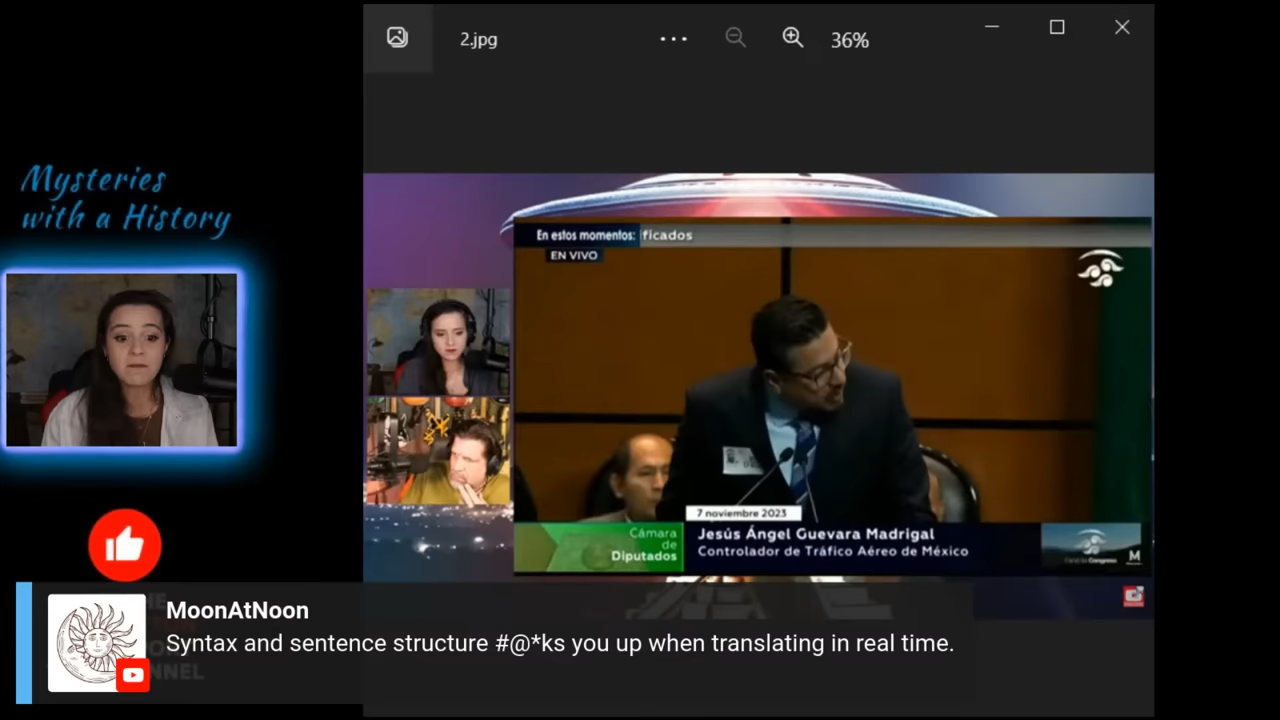 2.jpg
36%
Mysteries
with a History
En estos momentos: ficados
EN VIVO
7 noviembre 2023
Cámara
de
Diputados
Jesús Ángel Guevara Madrigal
Controlador de Tráfico Aéreo de México
M
MoonAtNoon
Syntax and sentence structure #@*ks you up when translating in real time.
NNEL